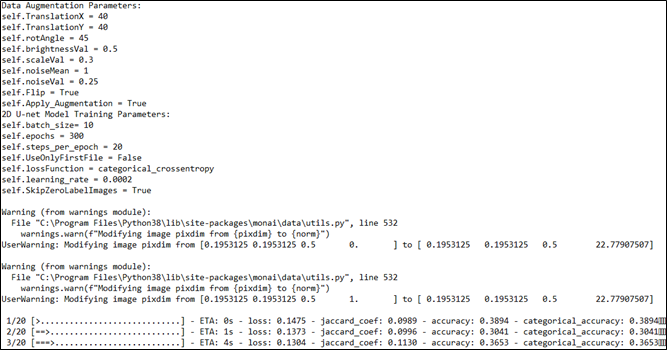 Data Augmentation Parameters:
self.TranslationX = 40
self.TranslationY = 40
self.rotAngle = 45
self.brightnessVal = 0.5
self.scaleVal = 0.3
self.noiseMean = 1
self.noiseVal = 0.25
self.Flip = True
self.Apply_Augmentation = True
2D U-net Model Training Parameters:
self.batch_size= 10
self.epochs = 300
self.steps_per_epoch = 20
self.UseOnlyFirstFile = False
self.lossFunction = categorical_crossentropy
self.learning_rate = 0.0002
self.SkipZeroLabelImages = True
Warning (from warnings module):
File "C:\Program Files\Python38\lib\site-packages\monai\data\utils.py", line 532
warnings.warn(f"Modifying image pixdim from {pixdim} to {norm}")
UserWarning: Modifying image pixdim from [0.1953125 0.1953125 0.5 0. ] to [ 0.1953125 0.1953125 0.5 22.77907507]
Warning (from warnings module):
File "C:\Program Files\Python38\lib\site-packages\monai\data\utils.py", line 532
warnings.warn(f"Modifying image pixdim from {pixdim} to {norm}")
UserWarning: Modifying image pixdim from [0.1953125 0.1953125 0.5 1. ] to [ 0.1953125 0.1953125 0.5 22.77907507]
1/20 [>.............................] - ETA: 0s - loss: 0.1475 - jaccard_coef: 0.0989 - accuracy: 0.3894 - categorical_accuracy: 0.3894
2/20 [==>...........................] - ETA: 1s - loss: 0.1373 - jaccard_coef: 0.0996 - accuracy: 0.3041 - categorical_accuracy: 0.3041
3/20 [===>..........................] - ETA: 4s - loss: 0.1304 - jaccard_coef: 0.1130 - accuracy: 0.3653 - categorical_accuracy: 0.3653